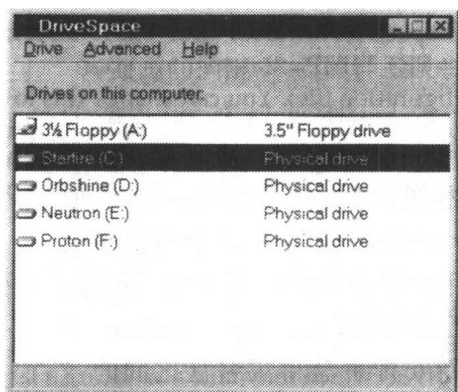 DriveSpace
Drive Advanced Help
Drives on this computer:
3½ Floppy (A:) 3.5" Floppy drive
Starfire (C:) Physical drive
Orbshine (D:) Physical drive
Neutron (E:) Physical drive
Proton (F:) Physical drive